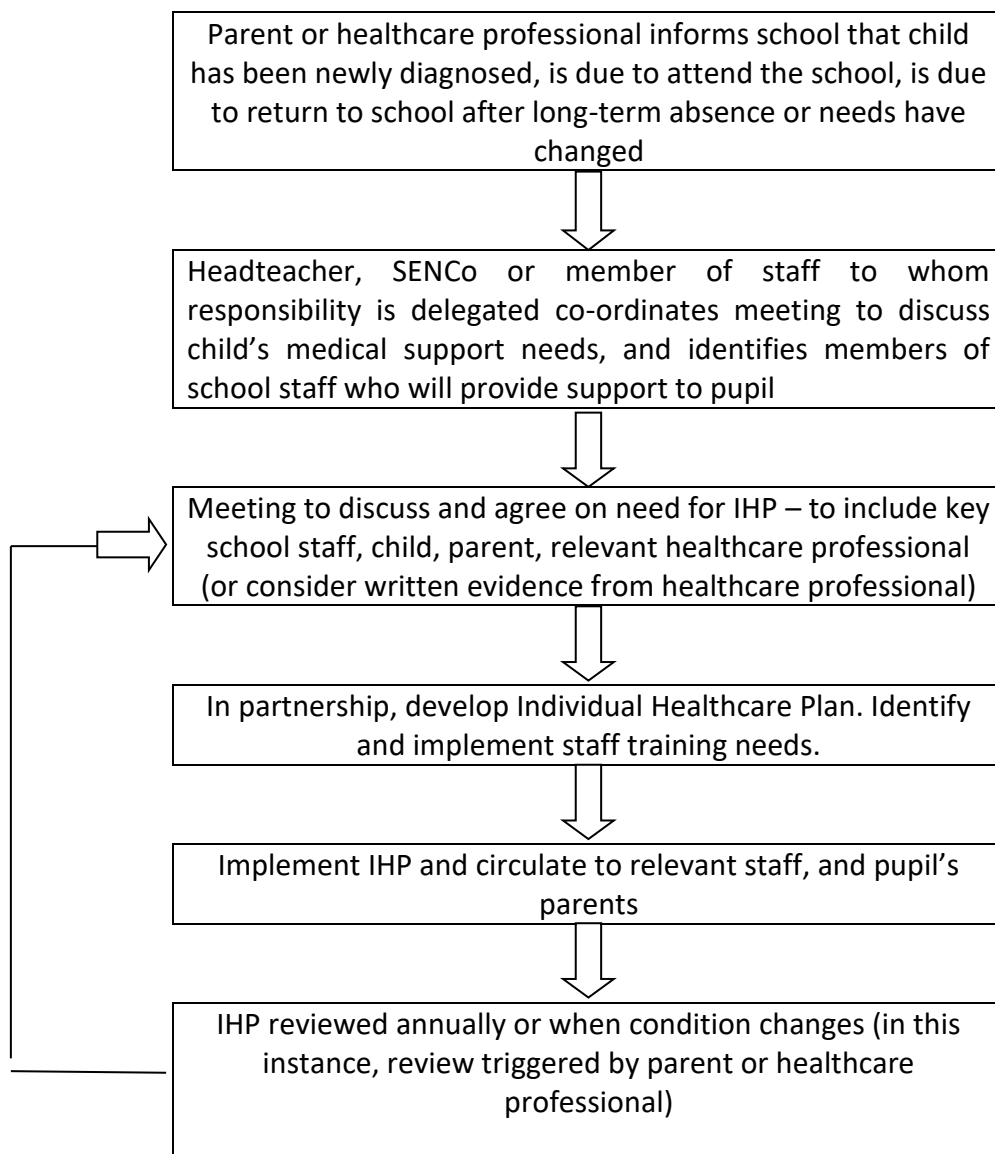 Parent or healthcare professional informs school that child
has been newly diagnosed, is due to attend the school, is due
to return to school after long-term absence or needs have
changed
Headteacher, SENCo or member of staff to whom
responsibility is delegated co-ordinates meeting to discuss
child’s medical support needs, and identifies members of
school staff who will provide support to pupil
Meeting to discuss and agree on need for IHP – to include key
school staff, child, parent, relevant healthcare professional
(or consider written evidence from healthcare professional)
In partnership, develop Individual Healthcare Plan. Identify
and implement staff training needs.
Implement IHP and circulate to relevant staff, and pupil’s
parents
IHP reviewed annually or when condition changes (in this
instance, review triggered by parent or healthcare
professional)